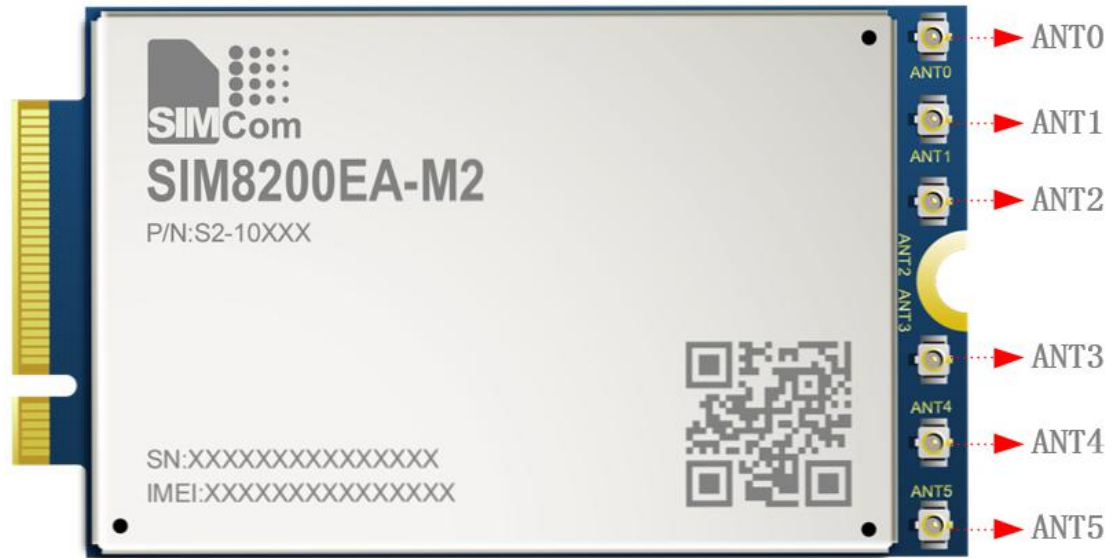 SIMCom
SIM8200EA-M2
P/N:S2-10XXX
SN:XXXXXXXXXXXXXXX
IMEI:XXXXXXXXXXXXXXX
ANT0
ANT1
ANT2
ANT3
ANT4
ANT5
ANT0
ANT1
ANT2
ANT3
ANT4
ANT5